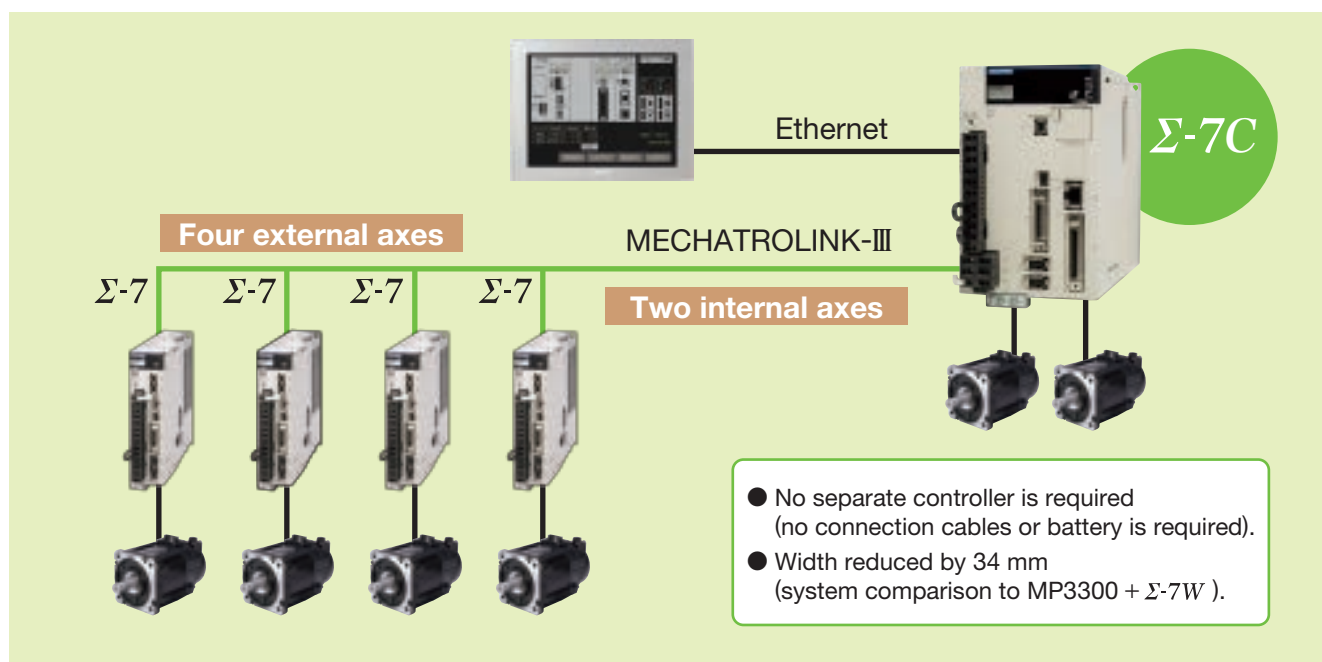 Ethernet
Σ-7C
Four external axes
MECHATROLINK-Ⅲ
Σ-7 Σ-7 Σ-7 Σ-7
Two internal axes
● No separate controller is required
(no connection cables or battery is required).
● Width reduced by 34 mm
(system comparison to MP3300 + Σ-7W ).